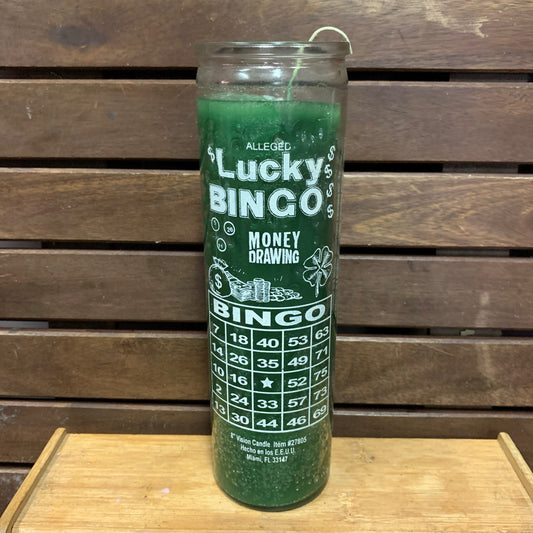 ALLEGED
$ Lucky $
BINGO $
$
$
MONEY
DRAWING
$
BINGO
7 18 40 53 63
14 26 35 49 71
10 16 ★ 52 75
2 24 33 57 73
13 30 44 46 69
8" Vision Candle Item #27805
Hecho en los E.E.U.U.
Miami, FL 33147